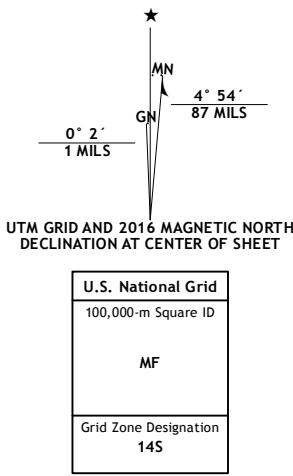 MN
GN
4° 54´
87 MILS
0° 2´
1 MILS
UTM GRID AND 2016 MAGNETIC NORTH
DECLINATION AT CENTER OF SHEET
U.S. National Grid
100,000-m Square ID
MF
Grid Zone Designation
14S